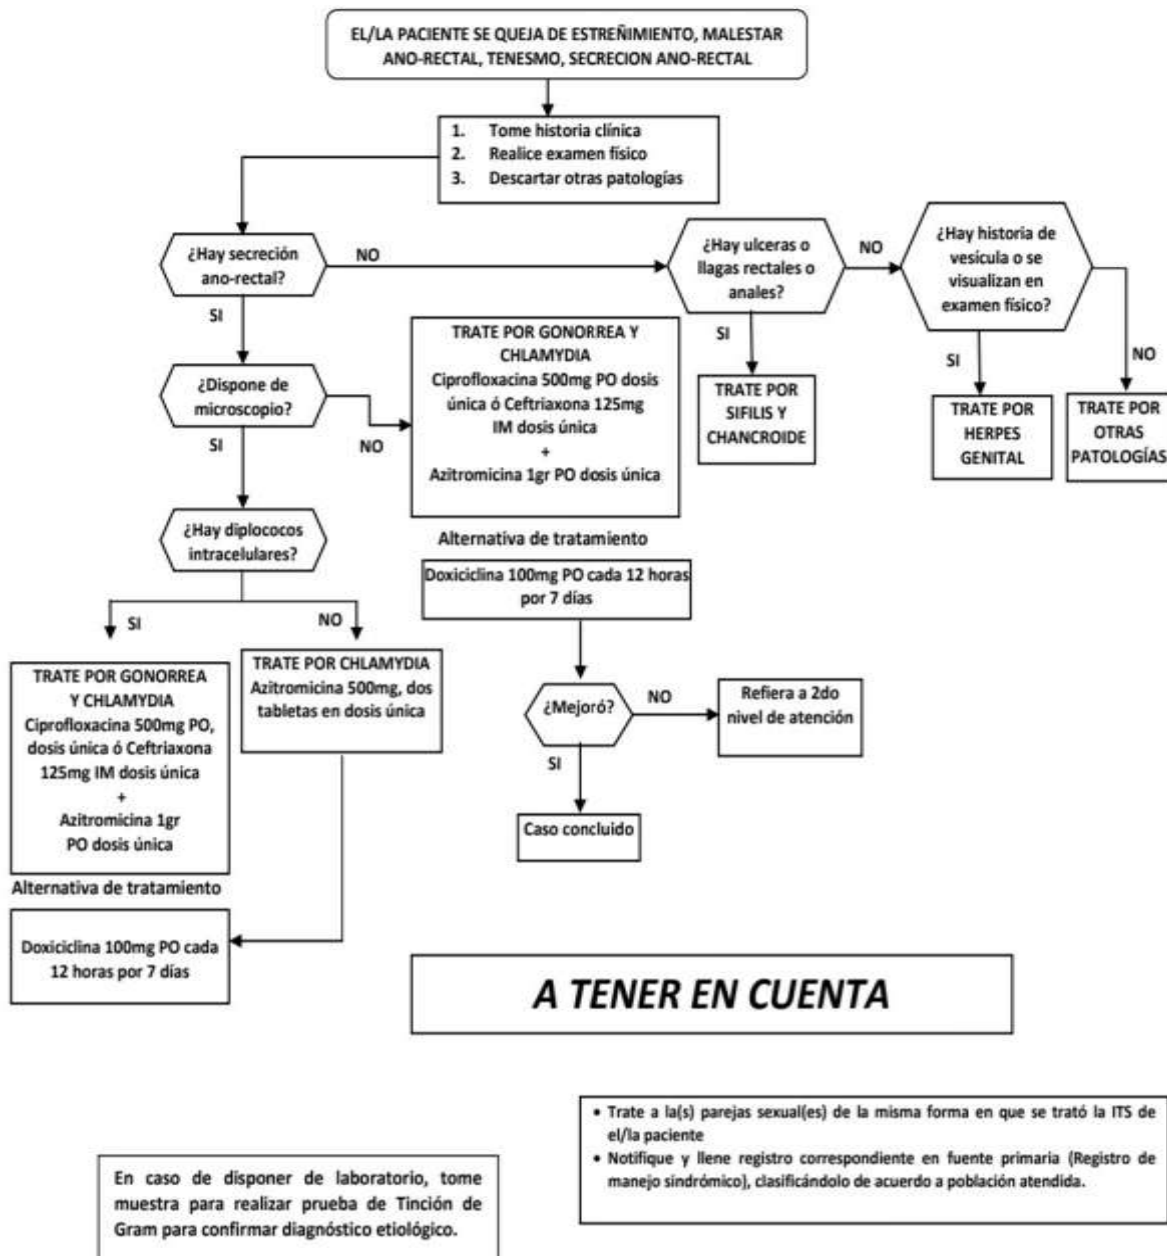 EL/LA PACIENTE SE QUEJA DE ESTREÑIMIENTO, MALESTAR
ANO-RECTAL, TENESMO, SECRECION ANO-RECTAL
1. Tome historia clínica
2. Realice examen físico
3. Descartar otras patologías
¿Hay secreción
ano-rectal?
NO
¿Hay ulceras o
llagas rectales o
anales?
NO
¿Hay historia de
vesícula o se
visualizan en
examen físico?
SI
SI
SI
NO
¿Dispone de
microscopio?
NO
SI
TRATE POR GONORREA Y
CHLAMYDIA
Ciprofloxacina 500mg PO dosis
única ó Ceftriaxona 125mg
IM dosis única
+
Azitromicina 1gr PO dosis única
TRATE POR
SIFILIS Y
CHANCROIDE
TRATE POR
HERPES
GENITAL
TRATE POR
OTRAS
PATOLOGÍAS
¿Hay diplococos
intracelulares?
Alternativa de tratamiento
Doxiciclina 100mg PO cada 12 horas
por 7 días
SI
NO
TRATE POR GONORREA
Y CHLAMYDIA
Ciprofloxacina 500mg PO,
dosis única ó Ceftriaxona
125mg IM dosis única
+
Azitromicina 1gr
PO dosis única
TRATE POR CHLAMYDIA
Azitromicina 500mg, dos
tabletas en dosis única
¿Mejoró?
NO
Refiera a 2do
nivel de atención
SI
Caso concluido
Alternativa de tratamiento
Doxiciclina 100mg PO cada
12 horas por 7 días
A TENER EN CUENTA
• Trate a la(s) parejas sexual(es) de la misma forma en que se trató la ITS de
el/la paciente
• Notifique y llene registro correspondiente en fuente primaria (Registro de
manejo sindrómico), clasificándolo de acuerdo a población atendida.
En caso de disponer de laboratorio, tome
muestra para realizar prueba de Tinción de
Gram para confirmar diagnóstico etiológico.